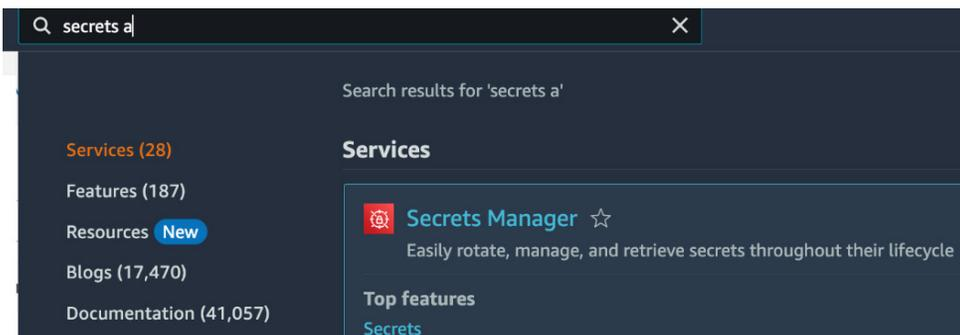 secrets a
Search results for 'secrets a'
Services (28)
Features (187)
Resources New
Blogs (17,470)
Documentation (41,057)
Services
Secrets Manager
Easily rotate, manage, and retrieve secrets throughout their lifecycle
Top features
Secrets